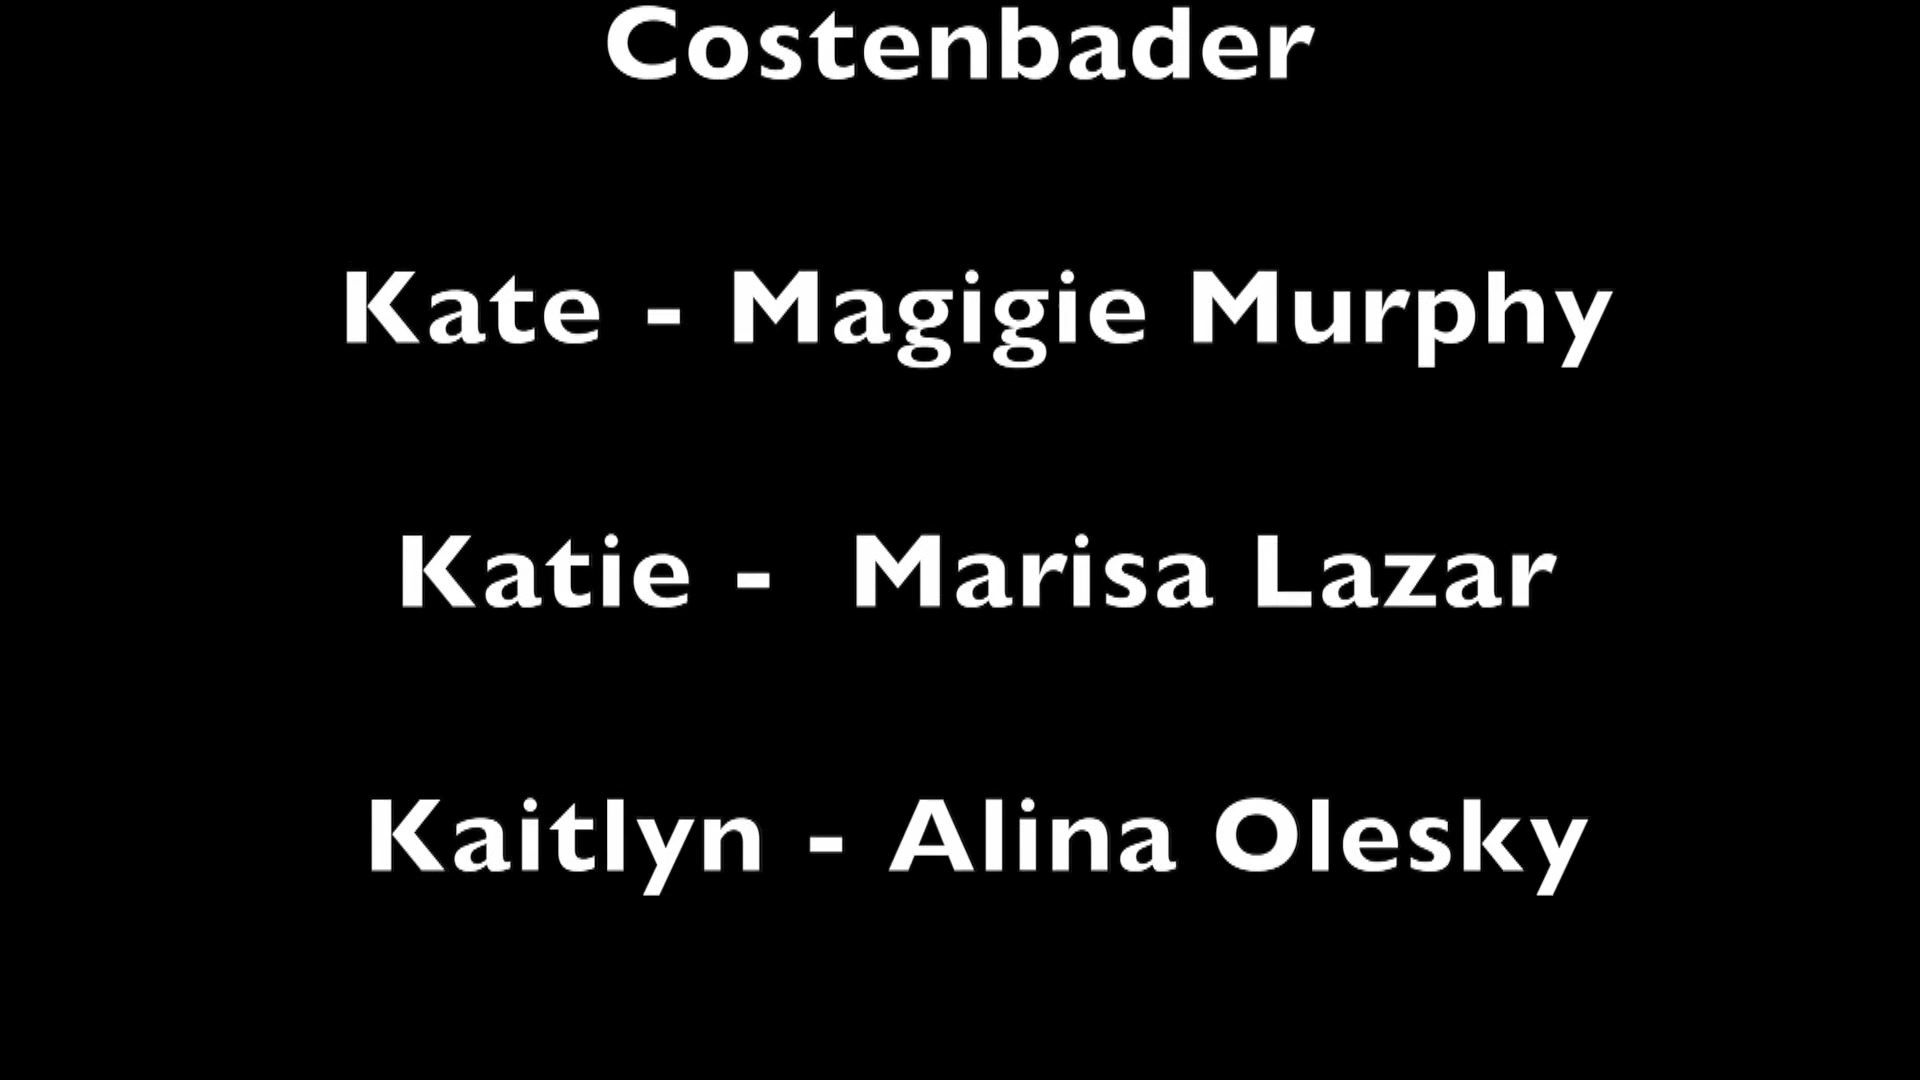 Costenbader
Kate - Magigie Murphy
Katie -  Marisa Lazar
Kaitlyn - Alina Olesky